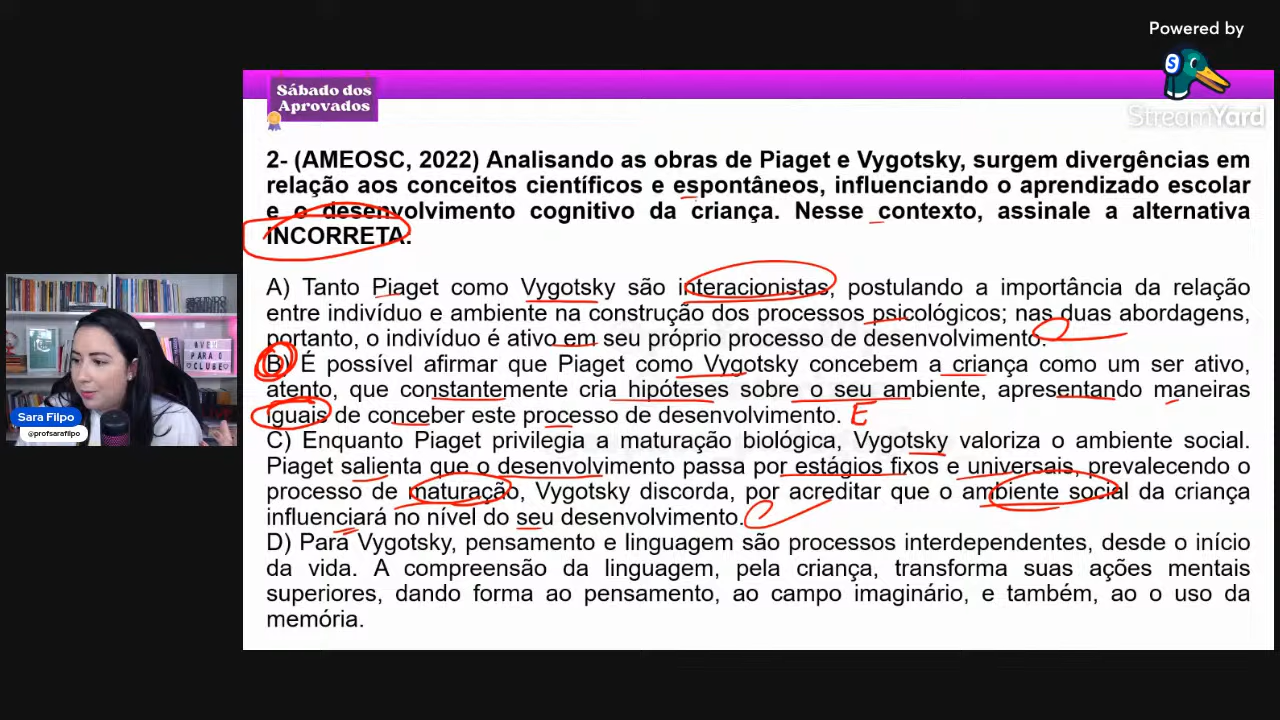 Powered by
S
StreamYard
Sábado dos
Aprovados
2- (AMEOSC, 2022) Analisando as obras de Piaget e Vygotsky, surgem divergências em
relação aos conceitos científicos e espontâneos, influenciando o aprendizado escolar
e o desenvolvimento cognitivo da criança. Nesse contexto, assinale a alternativa
INCORRETA.
A) Tanto Piaget como Vygotsky são interacionistas, postulando a importância da relação
entre indivíduo e ambiente na construção dos processos psicológicos; nas duas abordagens,
portanto, o indivíduo é ativo em seu próprio processo de desenvolvimento.
B) É possível afirmar que Piaget como Vygotsky concebem a criança como um ser ativo,
atento, que constantemente cria hipóteses sobre o seu ambiente, apresentando maneiras
iguais de conceber este processo de desenvolvimento. E
C) Enquanto Piaget privilegia a maturação biológica, Vygotsky valoriza o ambiente social.
Piaget salienta que o desenvolvimento passa por estágios fixos e universais, prevalecendo o
processo de maturação, Vygotsky discorda, por acreditar que o ambiente social da criança
influenciará no nível do seu desenvolvimento.
D) Para Vygotsky, pensamento e linguagem são processos interdependentes, desde o início
da vida. A compreensão da linguagem, pela criança, transforma suas ações mentais
superiores, dando forma ao pensamento, ao campo imaginário, e também, ao o uso da
memória.
VEM
PARA O
CLUBE
Sara Filpo
@profsarafilpo